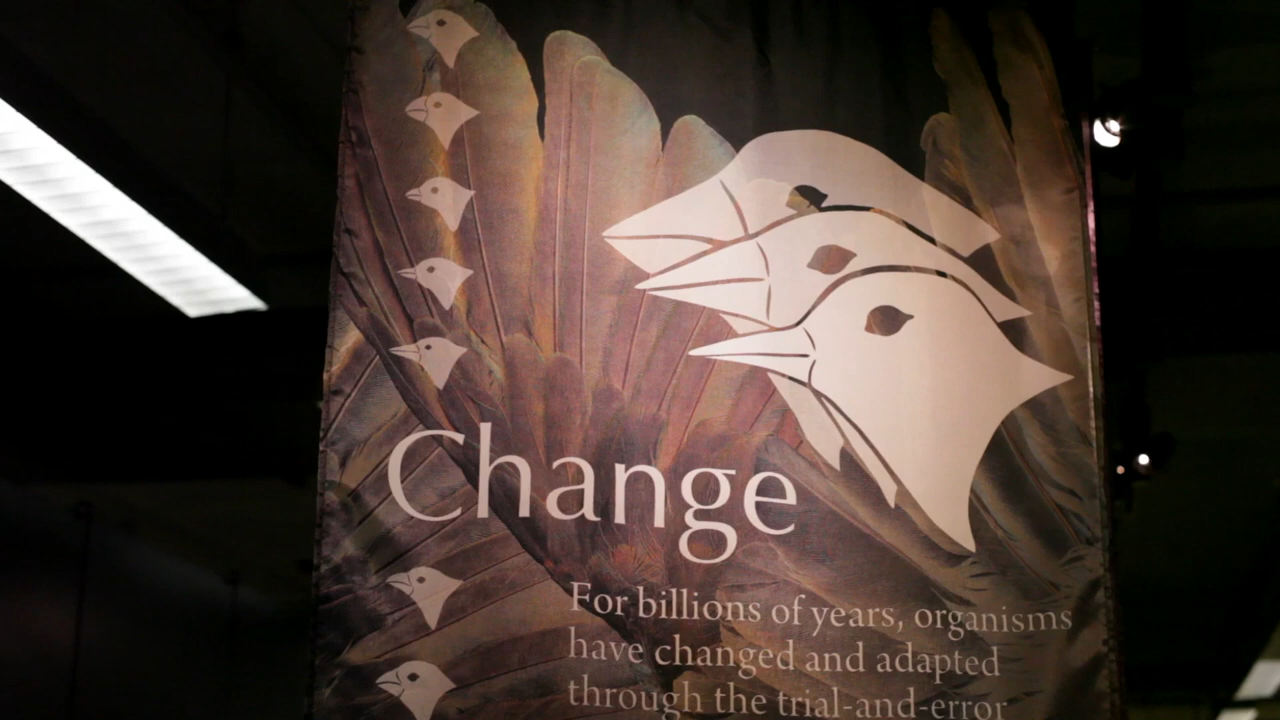 Change
For billions of years, organisms
have changed and adapted
through the trial-and-error